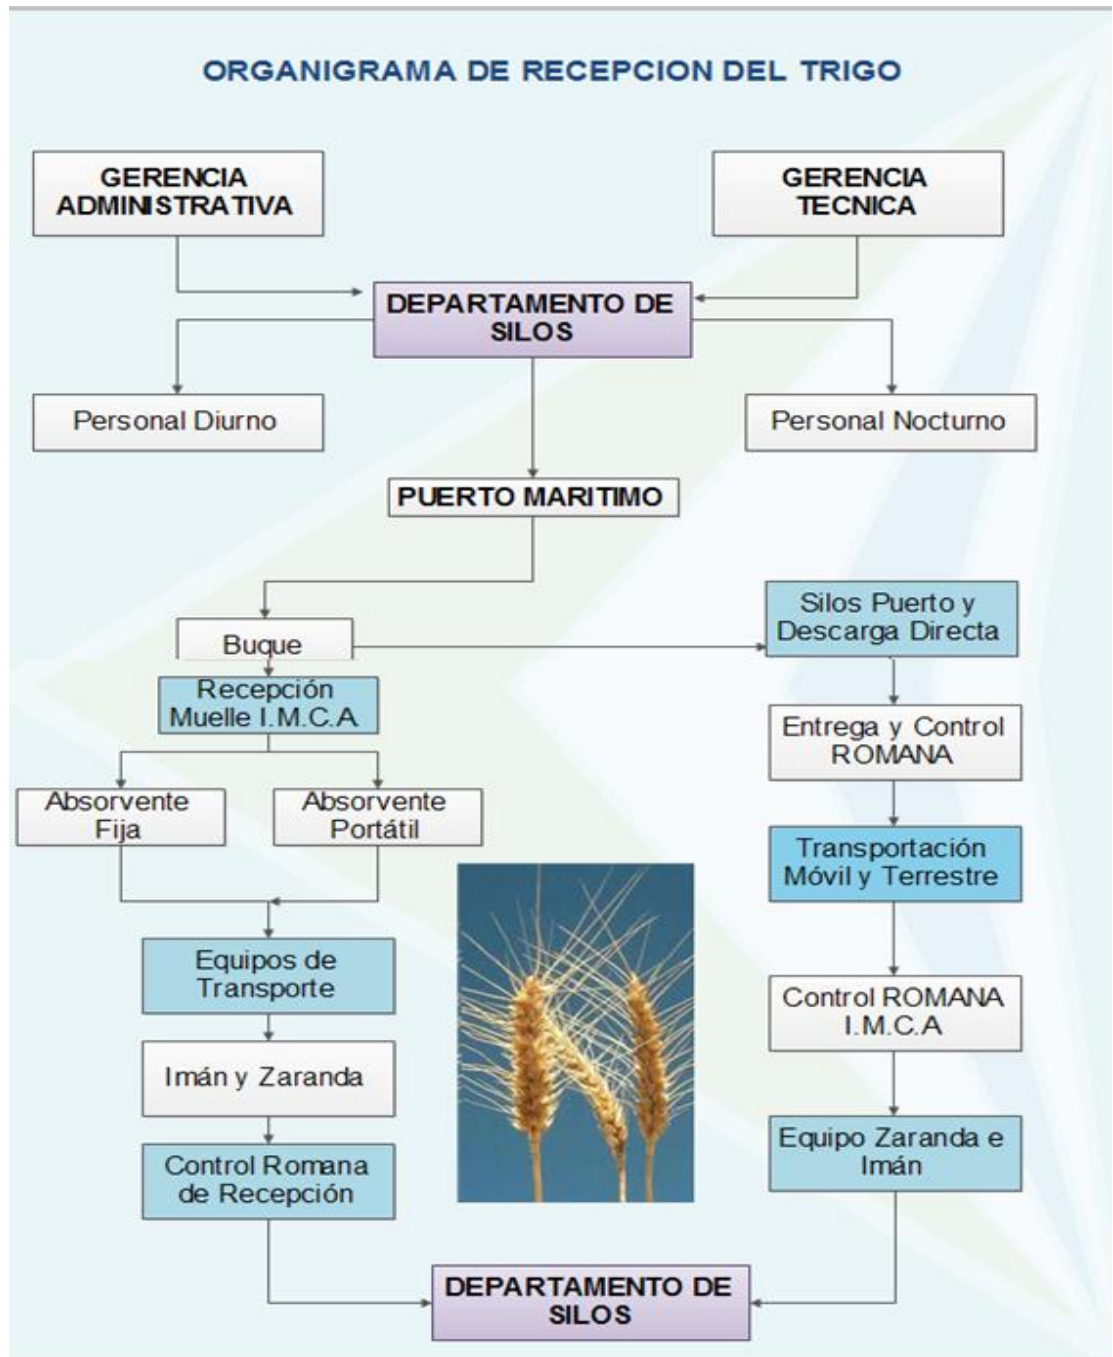 ORGANIGRAMA DE RECEPCION DEL TRIGO
GERENCIA
ADMINISTRATIVA
GERENCIA
TECNICA
DEPARTAMENTO DE
SILOS
Personal Diurno
Personal Nocturno
PUERTO MARITIMO
Buque
Silos Puerto y
Descarga Directa
Recepción
Muelle I.M.C.A
Entrega y Control
ROMANA
Absorvente
Fija
Absorvente
Portátil
Transportación
Móvil y Terrestre
Equipos de
Transporte
Control ROMANA
I.M.C.A
Imán y Zaranda
Equipo Zaranda e
Imán
Control Romana
de Recepción
DEPARTAMENTO DE
SILOS